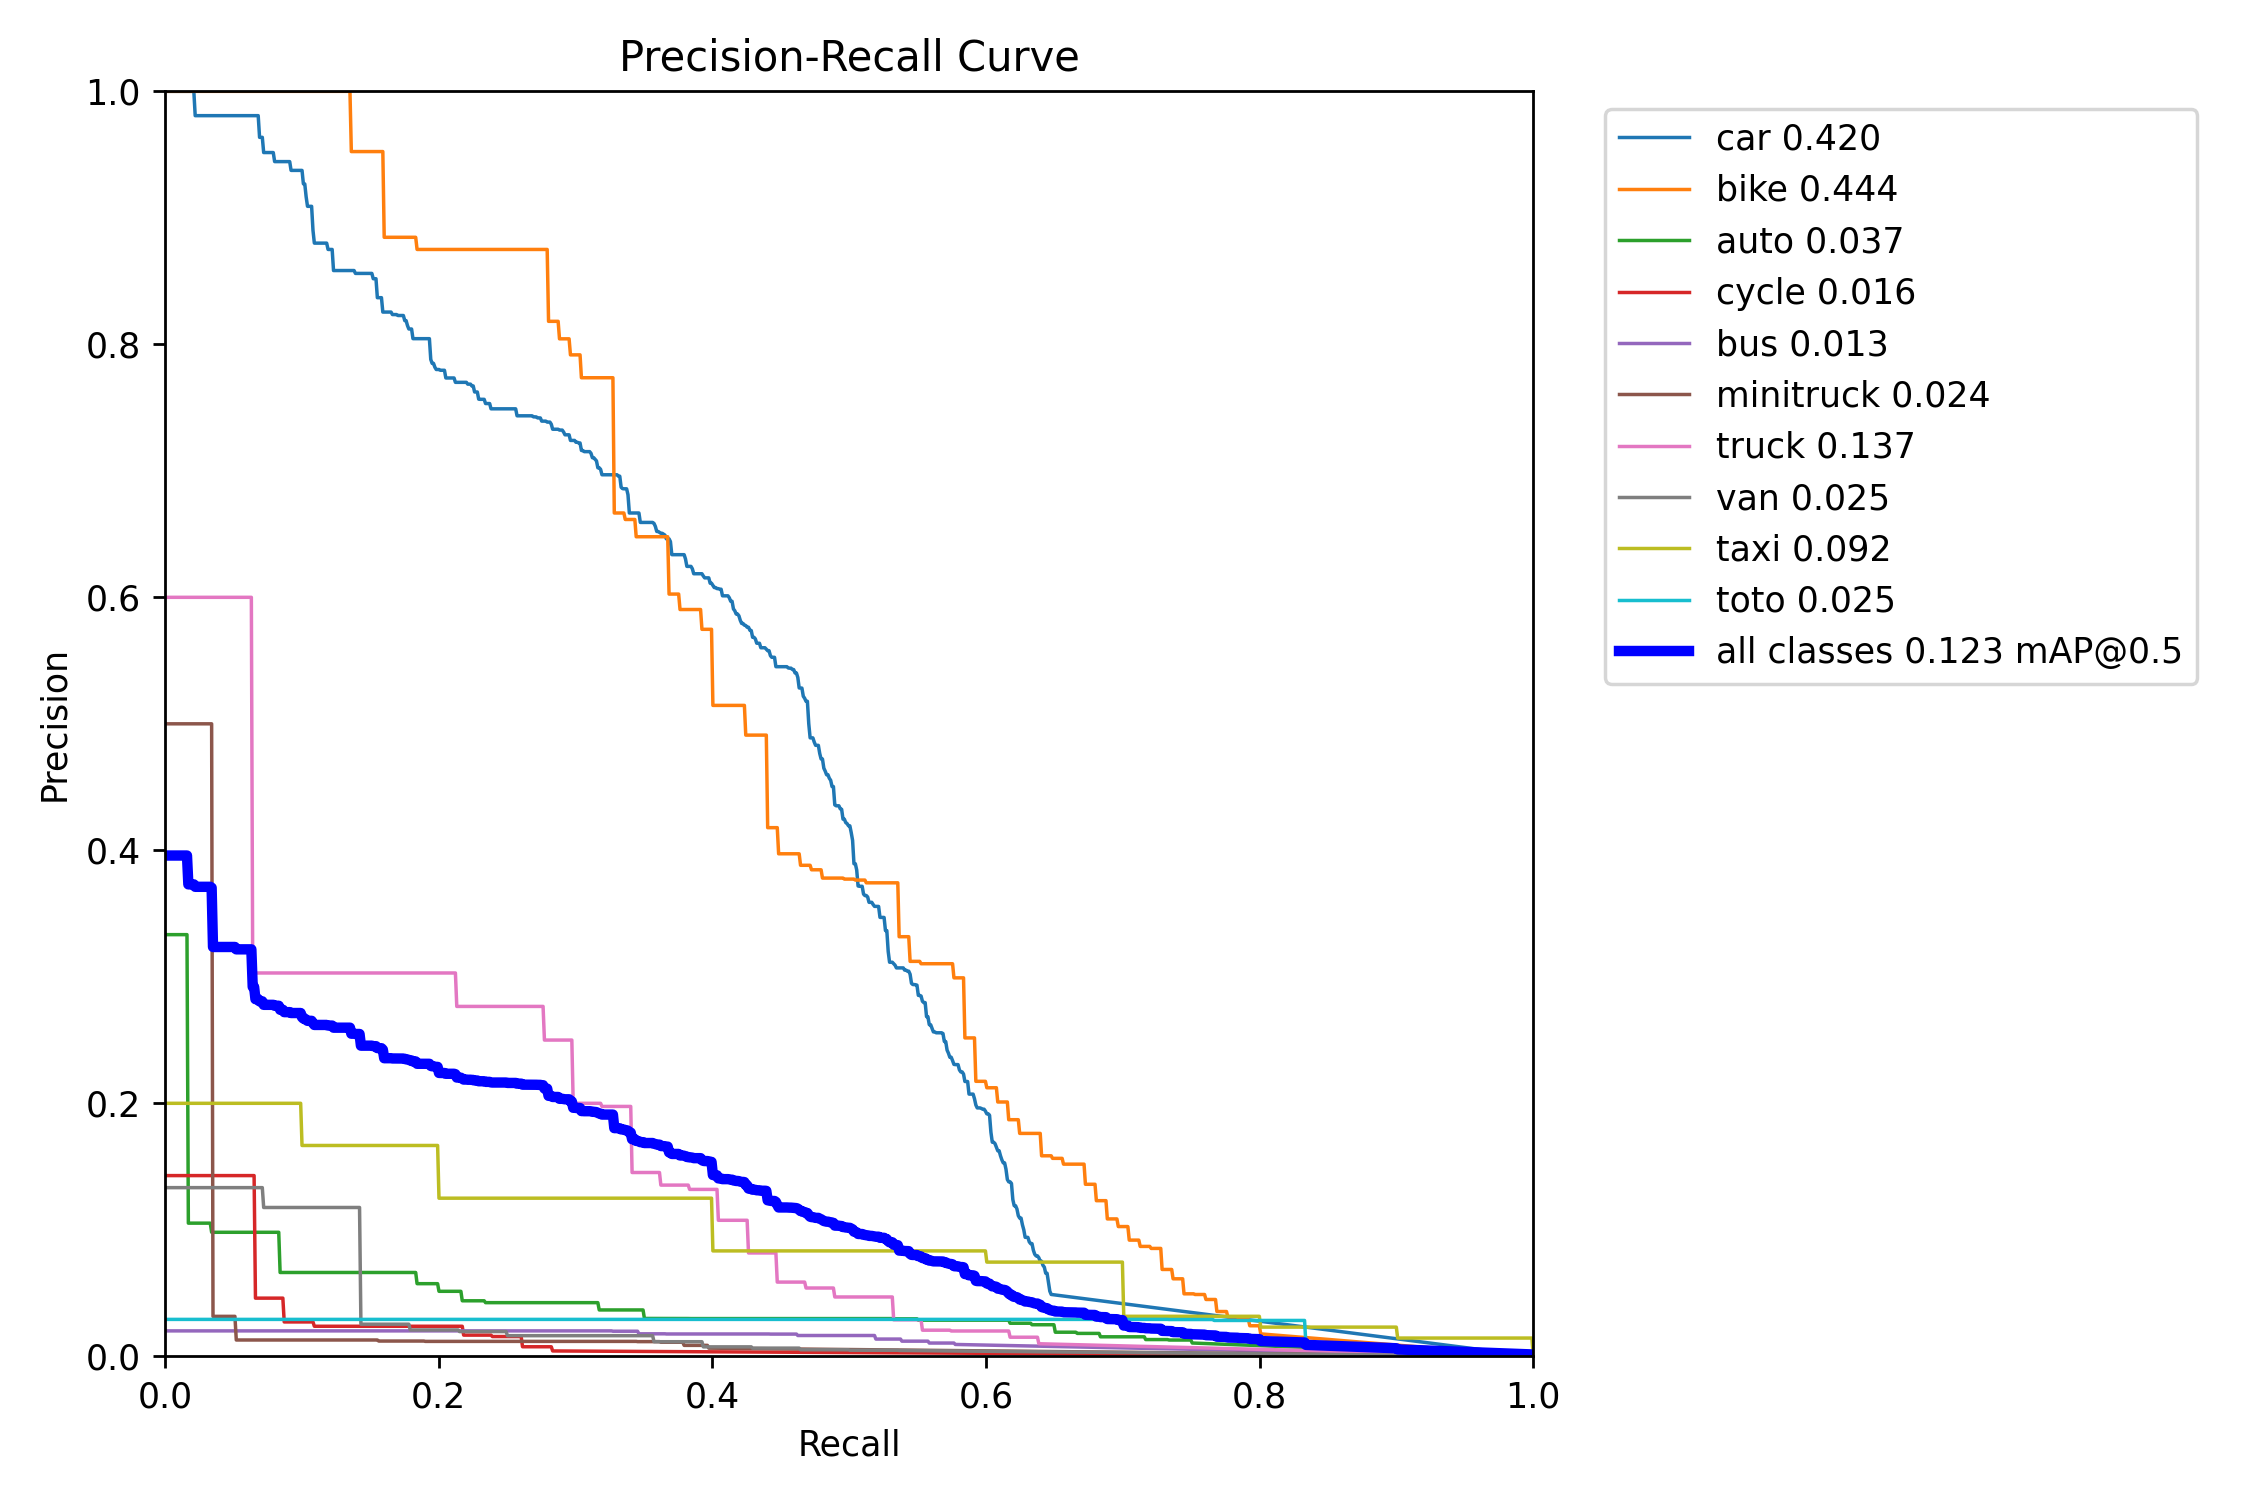 Precision-Recall Curve
1.0
0.8
0.6
0.4
0.2
0.0
Precision
0.0 0.2 0.4 0.6 0.8 1.0
Recall
car 0.420
bike 0.444
auto 0.037
cycle 0.016
bus 0.013
minitruck 0.024
truck 0.137
van 0.025
taxi 0.092
toto 0.025
all classes 0.123 mAP@0.5